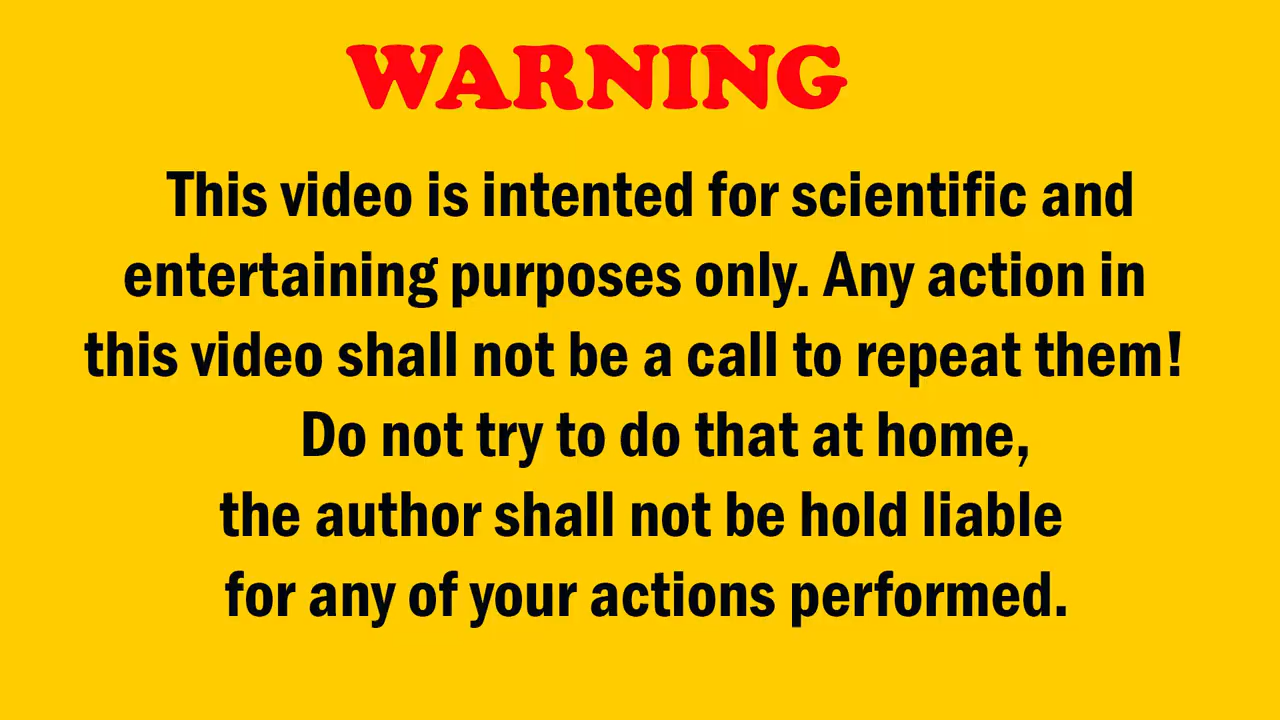 WARNING
This video is intented for scientific and
entertaining purposes only. Any action in
this video shall not be a call to repeat them!
Do not try to do that at home,
the author shall not be hold liable
for any of your actions performed.